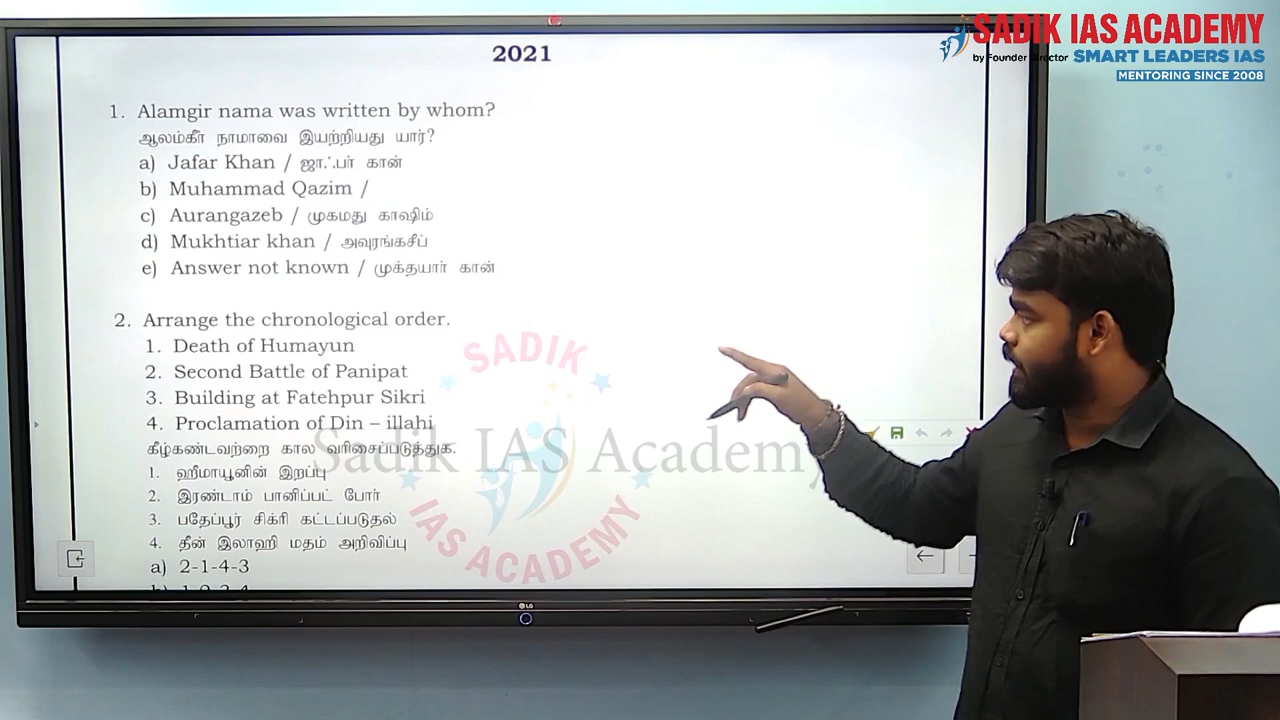 SADIK IAS ACADEMY
by Founder Director SMART LEADERS IAS
MENTORING SINCE 2008
2021
1. Alamgir nama was written by whom?
ஆலம்கீர் நாமாவை இயற்றியது யார்?
a) Jafar Khan / ஜாஃபர் கான்
b) Muhammad Qazim /
c) Aurangazeb / முகமது காஷிம்
d) Mukhtiar khan / அவுரங்கசீப்
e) Answer not known / முக்தயார் கான்
2. Arrange the chronological order.
1. Death of Humayun
2. Second Battle of Panipat
3. Building at Fatehpur Sikri
4. Proclamation of Din – illahi
கீழ்கண்டவற்றை கால வரிசைப்படுத்துக.
1. ஹீமாயூனின் இறப்பு
2. இரண்டாம் பானிப்பட் போர்
3. பதேப்பூர் சிக்ரி கட்டப்படுதல்
4. தீன் இலாஹி மதம் அறிவிப்பு
a) 2-1-4-3
SADIK
IAS ACADEMY
Sadik IAS Academy
LG